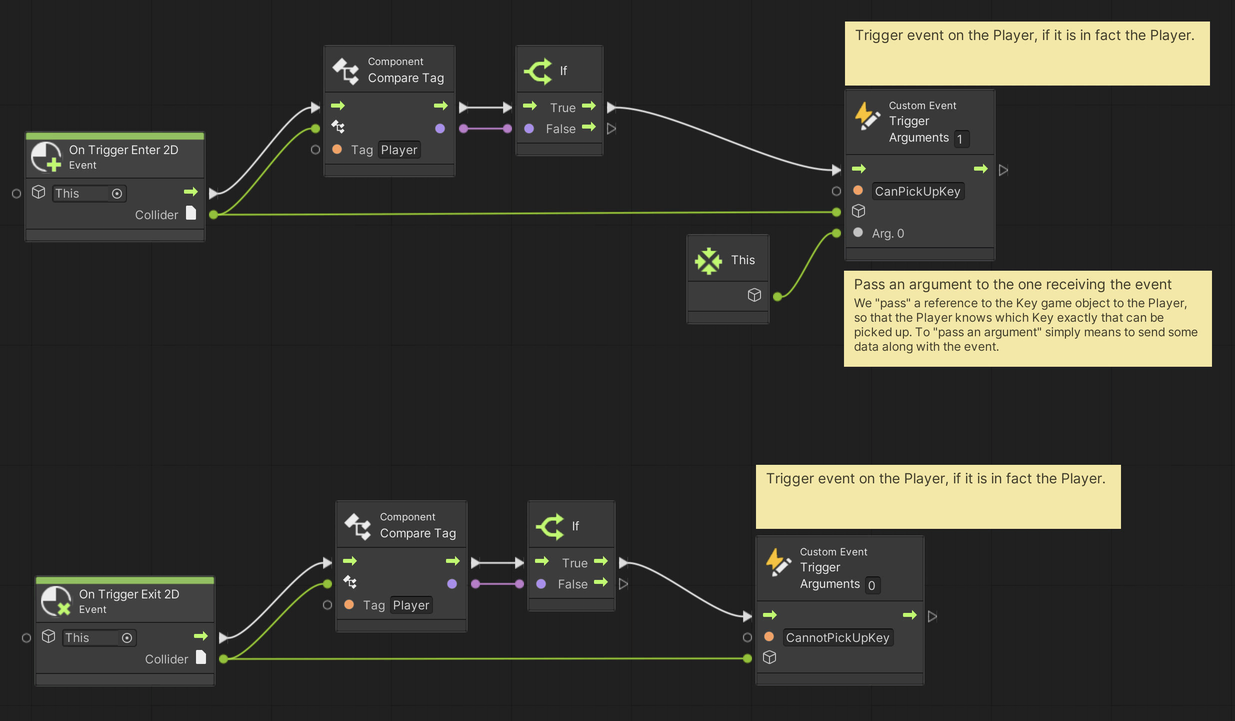 Trigger event on the Player, if it is in fact the Player.
Component
Compare Tag
If
True
False
Tag Player
Custom Event
Trigger
Arguments 1
CanPickUpKey
Arg. 0
On Trigger Enter 2D
Event
This
Collider
This
Pass an argument to the one receiving the event
We "pass" a reference to the Key game object to the Player,
so that the Player knows which Key exactly that can be
picked up. To "pass an argument" simply means to send some
data along with the event.
Trigger event on the Player, if it is in fact the Player.
Component
Compare Tag
If
True
False
Tag Player
Custom Event
Trigger
Arguments 0
CannotPickUpKey
On Trigger Exit 2D
Event
This
Collider